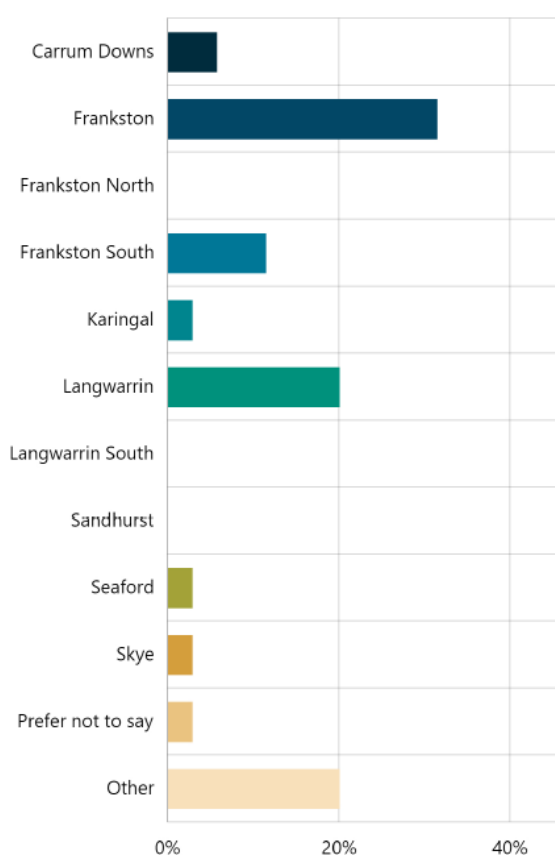 Carrum Downs
Frankston
Frankston North
Frankston South
Karingal
Langwarrin
Langwarrin South
Sandhurst
Seaford
Skye
Prefer not to say
Other
0% 20% 40%